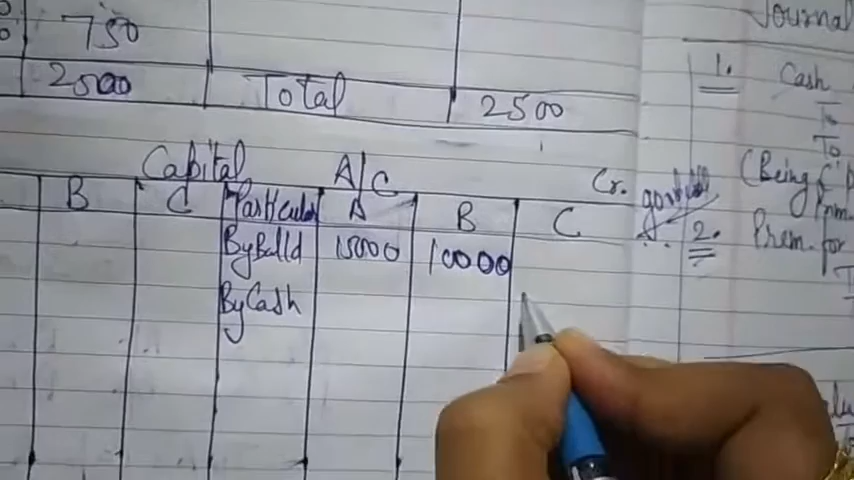 750
2500 Total 2500
Capital A/C Cr.
B C Particular A B C
By Balld 15000 10000
By Cash
Journal
1. Cash
To
To
(Being
2. Prem. for